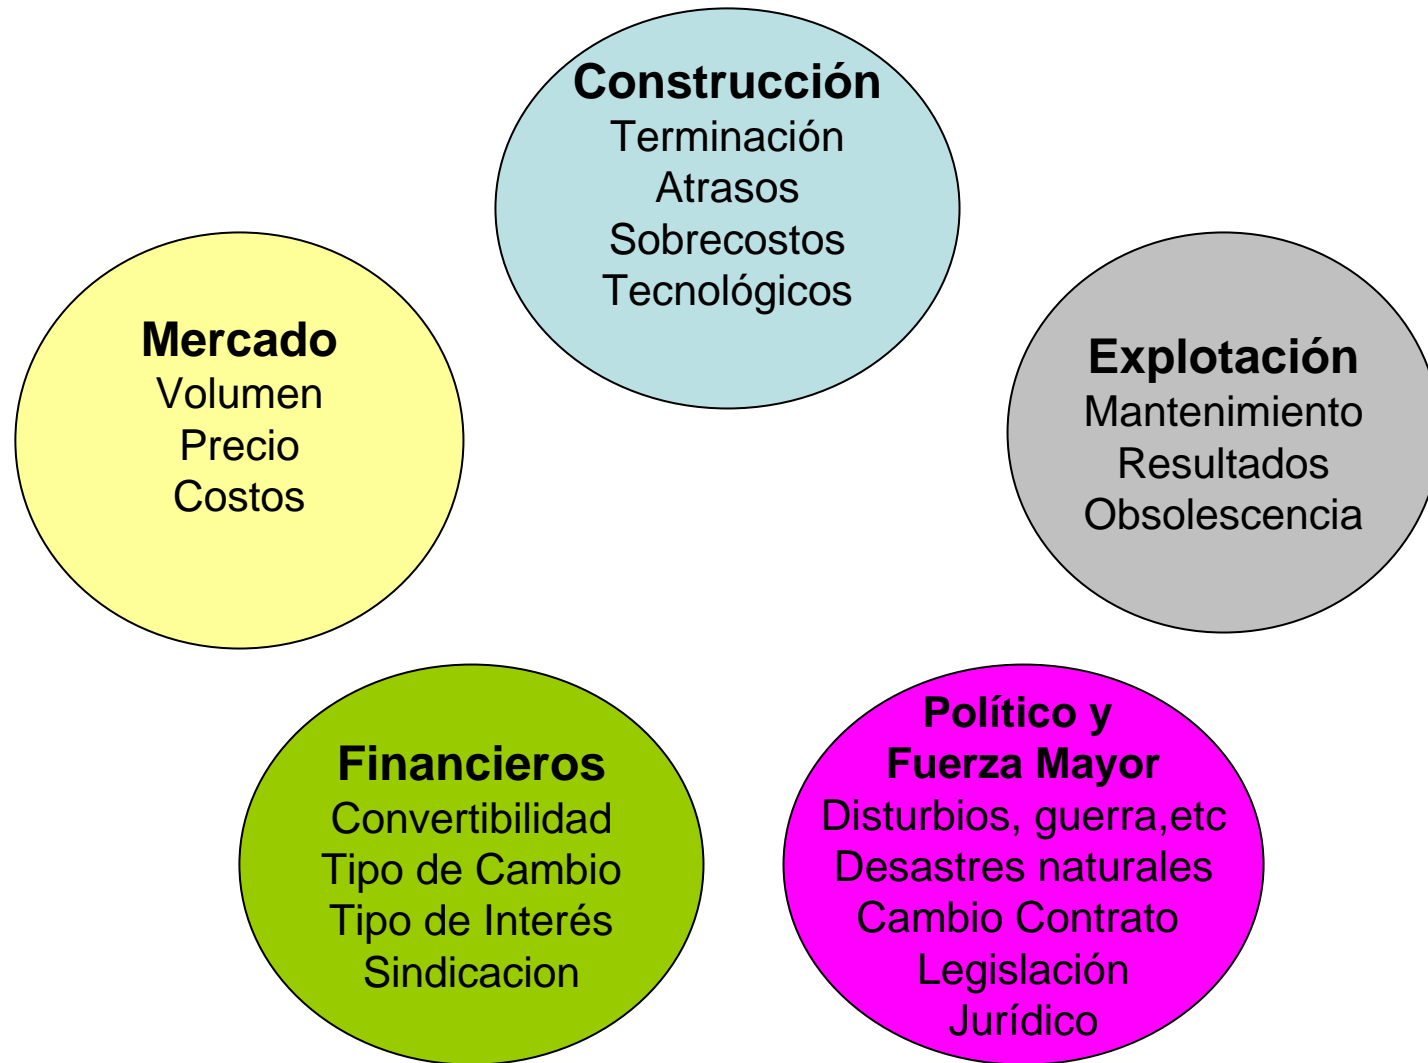 Construcción
Terminación
Atrasos
Sobrecostos
Tecnológicos
Mercado
Volumen
Precio
Costos
Explotación
Mantenimiento
Resultados
Obsolescencia
Financieros
Convertibilidad
Tipo de Cambio
Tipo de Interés
Sindicacion
Político y
Fuerza Mayor
Disturbios, guerra,etc
Desastres naturales
Cambio Contrato
Legislación
Jurídico